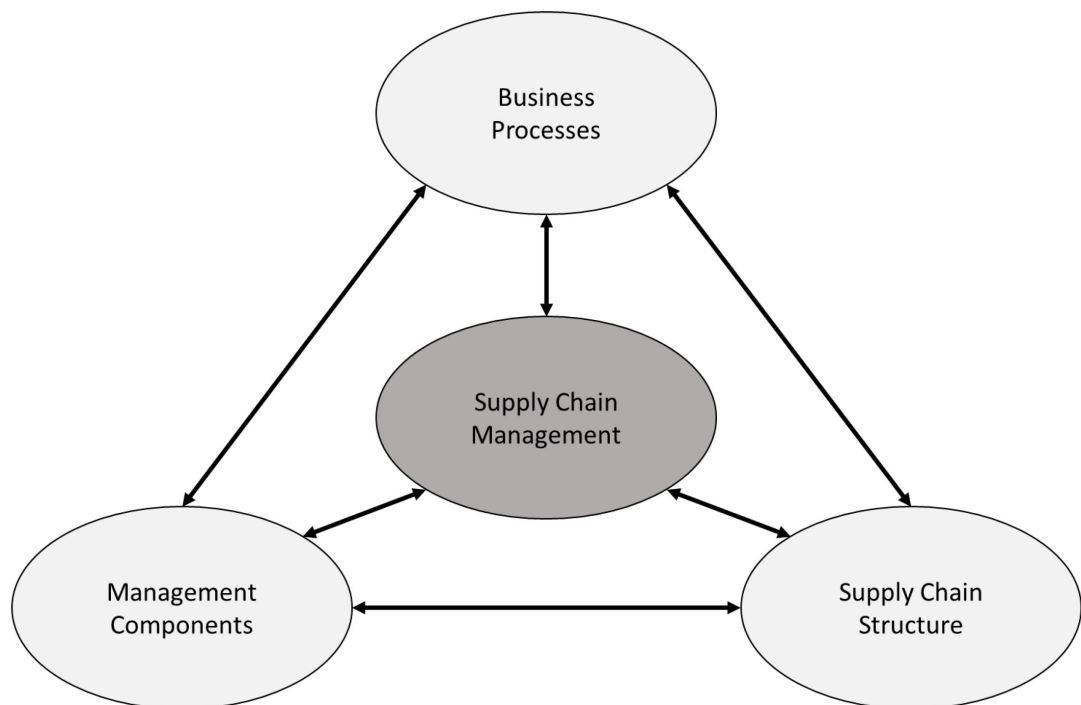 Business
Processes
Supply Chain
Management
Management
Components
Supply Chain
Structure